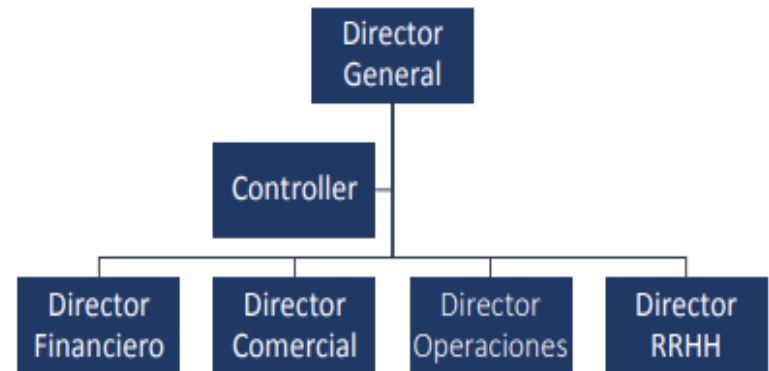 Director
General
Controller
Director
Financiero
Director
Comercial
Director
Operaciones
Director
RRHH